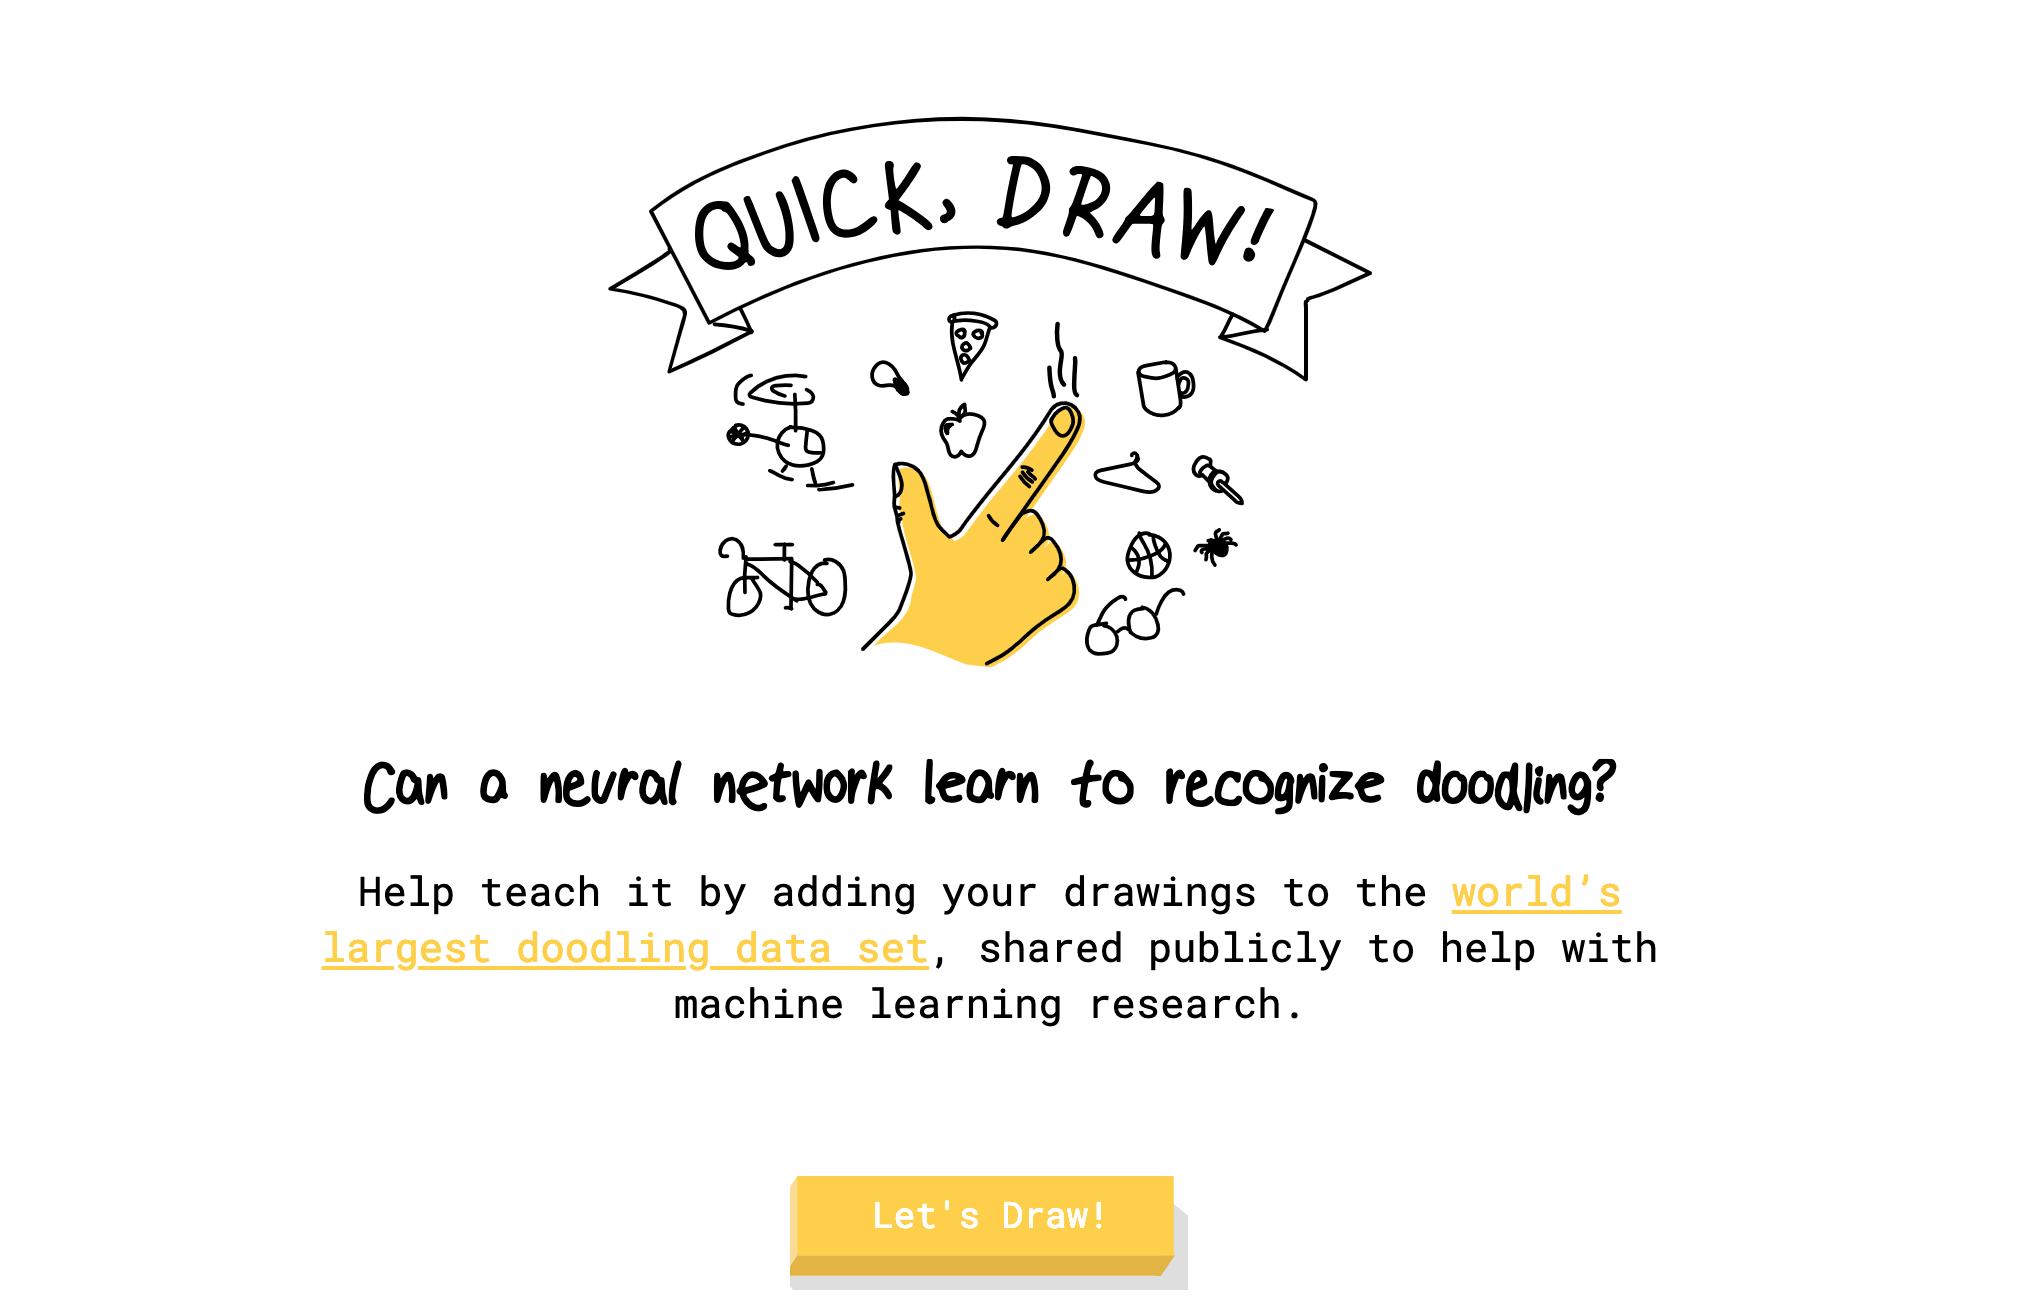 QUICK, DRAW!
Can a neural network learn to recognize doodling?
Help teach it by adding your drawings to the world’s
largest doodling data set, shared publicly to help with
machine learning research.
Let's Draw!